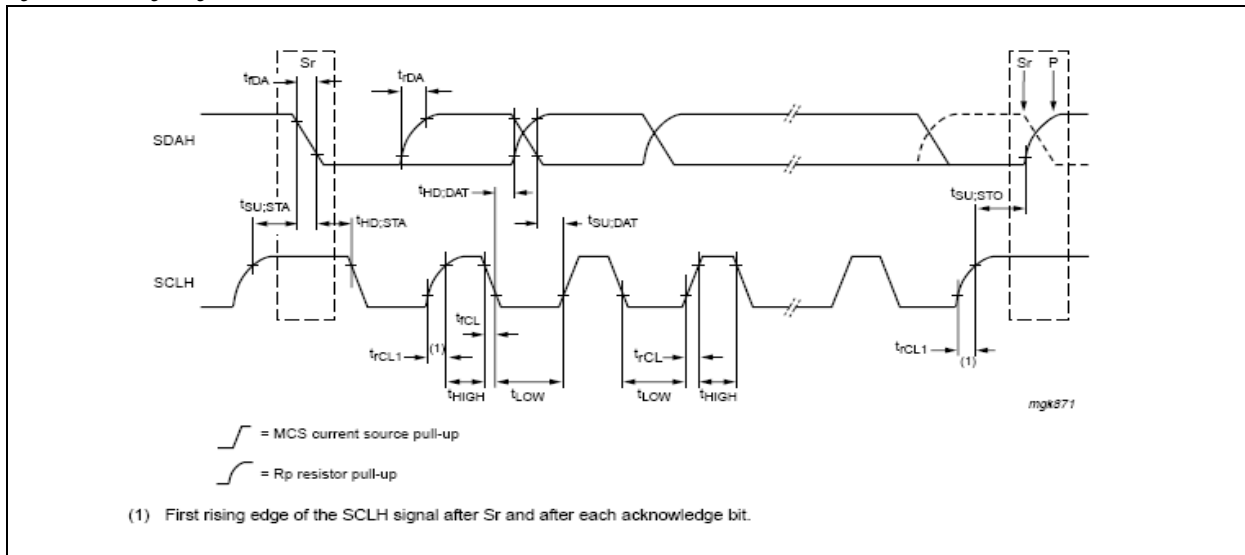 Sr
tfDA
trDA
Sr P
SDAH
tHD;DAT
tSU;STO
tSU;STA
tHD;STA
tSU;DAT
SCLH
tfCL
trCL1 (1)
trCL
trCL1 (1)
tHIGH tLOW tLOW tHIGH
mgk871
= MCS current source pull-up
= Rp resistor pull-up
(1) First rising edge of the SCLH signal after Sr and after each acknowledge bit.